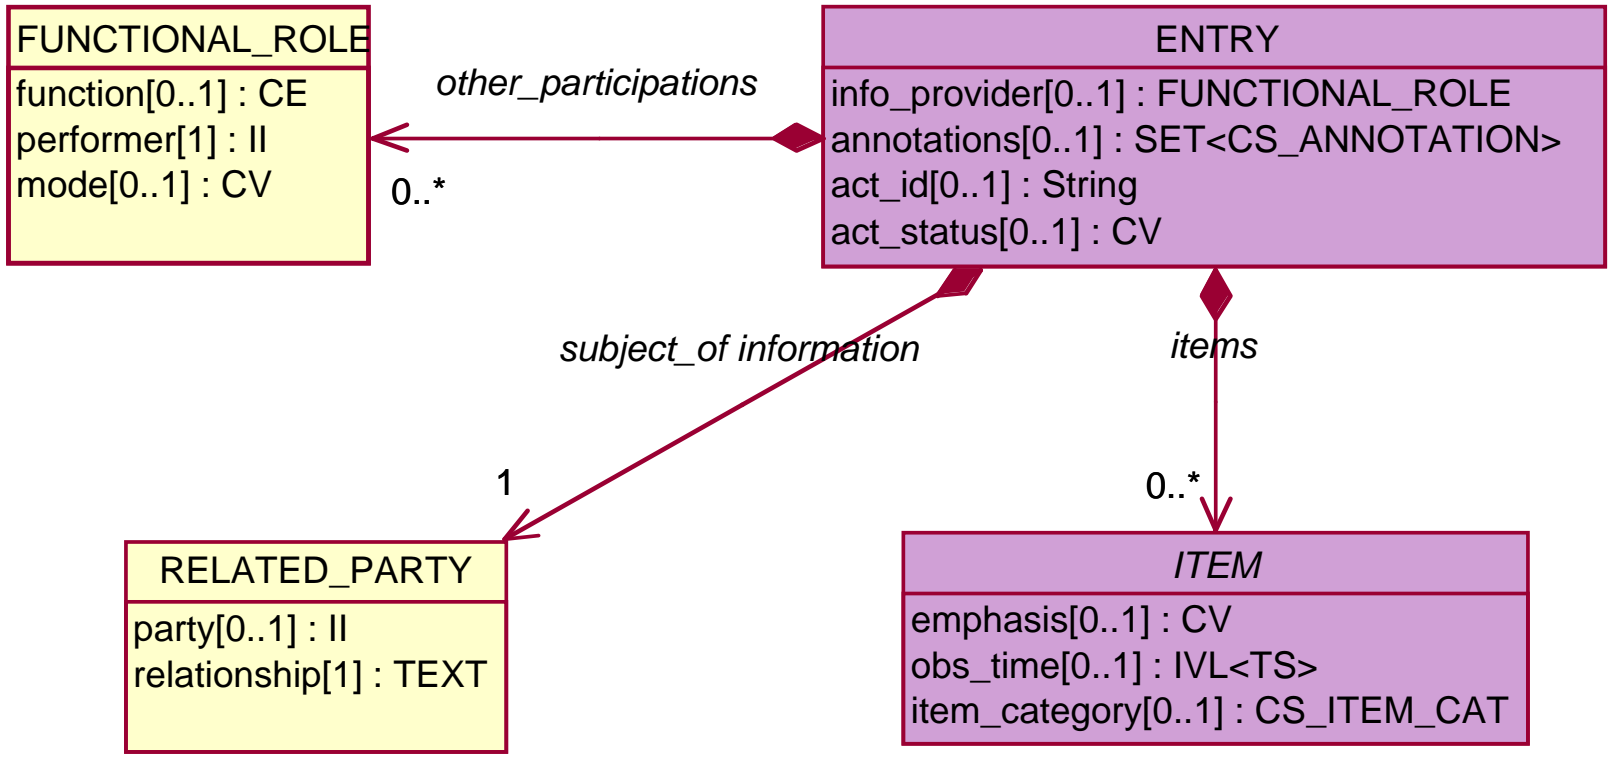 FUNCTIONAL_ROLE
function[0..1] : CE
performer[1] : II
mode[0..1] : CV
other_participations
0..*
ENTRY
info_provider[0..1] : FUNCTIONAL_ROLE
annotations[0..1] : SET<CS_ANNOTATION>
act_id[0..1] : String
act_status[0..1] : CV
subject_of information
items
1
0..*
RELATED_PARTY
party[0..1] : II
relationship[1] : TEXT
ITEM
emphasis[0..1] : CV
obs_time[0..1] : IVL<TS>
item_category[0..1] : CS_ITEM_CAT